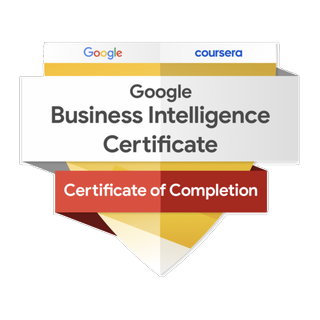 Google coursera
Google
Business Intelligence
Certificate
Certificate of Completion